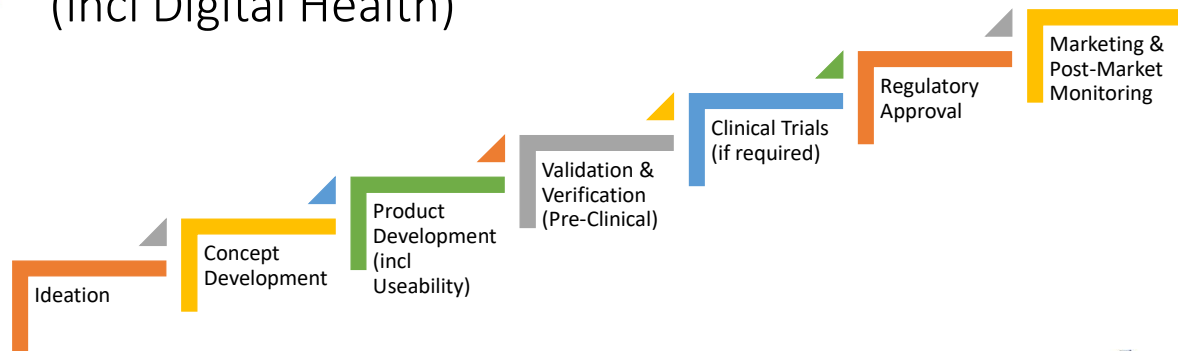 (incl Digital Health)
Ideation
Concept
Development
Product
Development
(incl
Useability)
Validation &
Verification
(Pre-Clinical)
Clinical Trials
(if required)
Regulatory
Approval
Marketing &
Post-Market
Monitoring